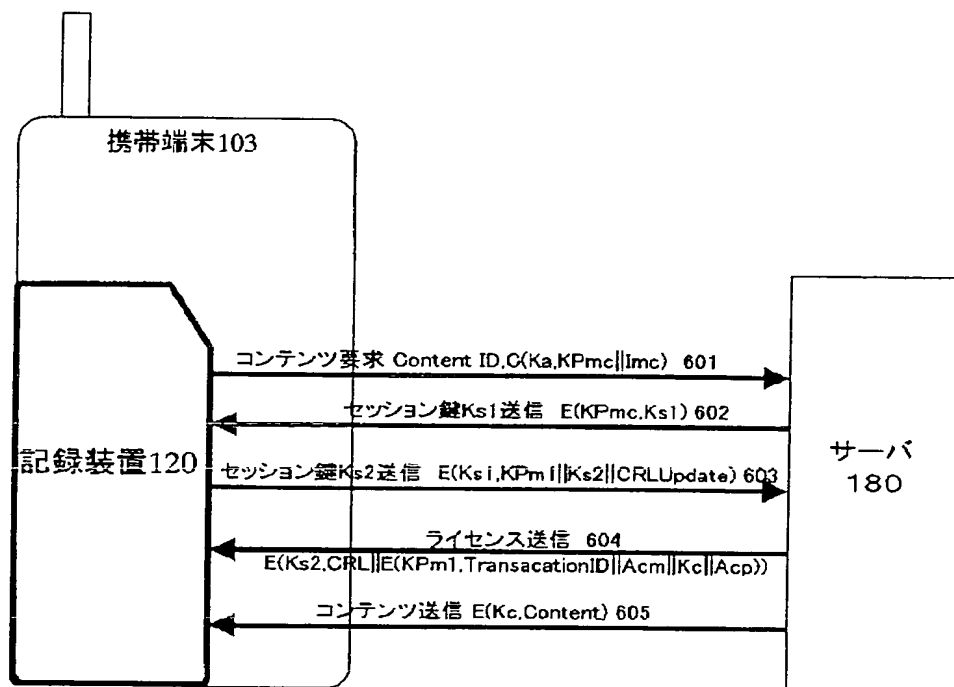 携帯端末103
コンテンツ要求 Content ID,C(Ka,KPmc||Imc) 601
セッション鍵Ks1送信 E(KPmc,Ks1) 602
記録装置120
サーバ
180
セッション鍵Ks2送信 E(Ks1,KPm1||Ks2||CRLUpdate) 603
ライセンス送信 604
E(Ks2,CRL||E(KPm1,TransacationID||Acm||Kc||Acp))
コンテンツ送信 E(Kc,Content) 605